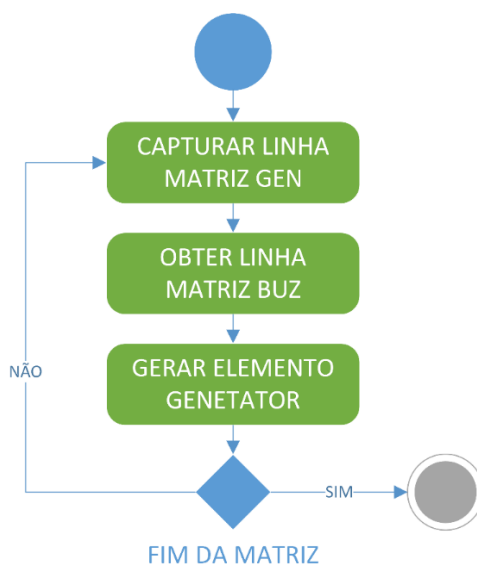 CAPTURAR LINHA
MATRIZ GEN
OBTER LINHA
MATRIZ BUZ
GERAR ELEMENTO
GENETATOR
NÃO
SIM
FIM DA MATRIZ